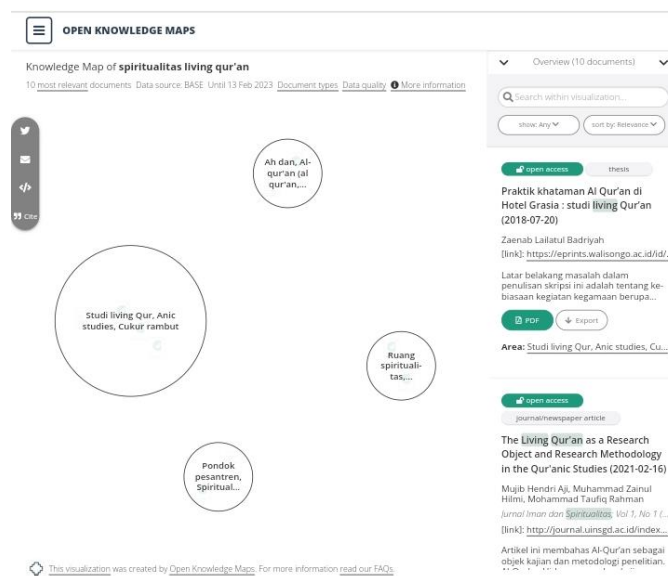 OPEN KNOWLEDGE MAPS
Knowledge Map of spiritualitas living qur'an
10 most relevant documents Data source: BASE Until 13 Feb 2023 Document types Data quality More information
Cite
Ah dan, Al-
qur'an (al
qur'an,...
Studi living Qur, Anic
studies, Cukur rambut
Ruang
spirituali-
tas,...
Pondok
pesantren,
Spiritual...
This visualization was created by Open Knowledge Maps. For more information read our FAQs.
Overview (10 documents)
Search within visualization...
show: Any
sort by: Relevance
open access
thesis
Praktik khataman Al Qur'an di
Hotel Grasia : studi living Qur'an
(2018-07-20)
Zaenab Lailatul Badriyah
[link]: https://eprints.walisongo.ac.id/id/.
Latar belakang masalah dalam
penulisan skripsi ini adalah tentang ke-
biasaan kegiatan kegamaan berupa...
PDF
Export
Area: Studi living Qur, Anic studies, Cu...
open access
journal/newspaper article
The Living Qur'an as a Research
Object and Research Methodology
in the Qur'anic Studies (2021-02-16)
Mujib Hendri Aji, Muhammad Zainul
Hilmi, Mohammad Taufiq Rahman
Jurnal Iman dan Spiritualitas; Vol 1, No 1 (...
[link]: http://journal.uinsgd.ac.id/index...
Artikel ini membahas Al-Qur'an sebagai
objek kajian dan metodologi penelitian.